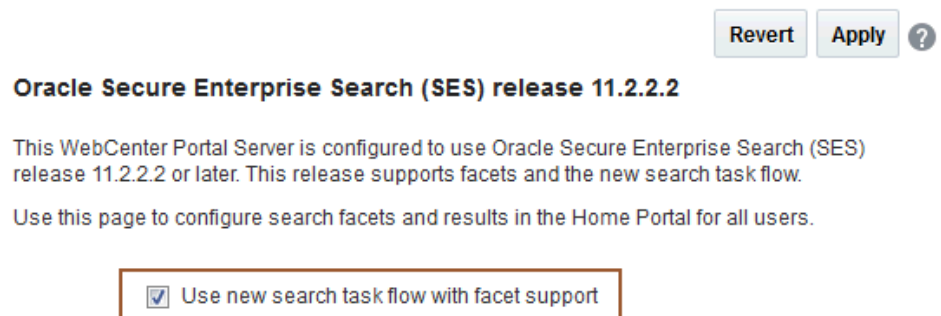 Revert Apply ?
Oracle Secure Enterprise Search (SES) release 11.2.2.2
This WebCenter Portal Server is configured to use Oracle Secure Enterprise Search (SES)
release 11.2.2.2 or later. This release supports facets and the new search task flow.
Use this page to configure search facets and results in the Home Portal for all users.
Use new search task flow with facet support